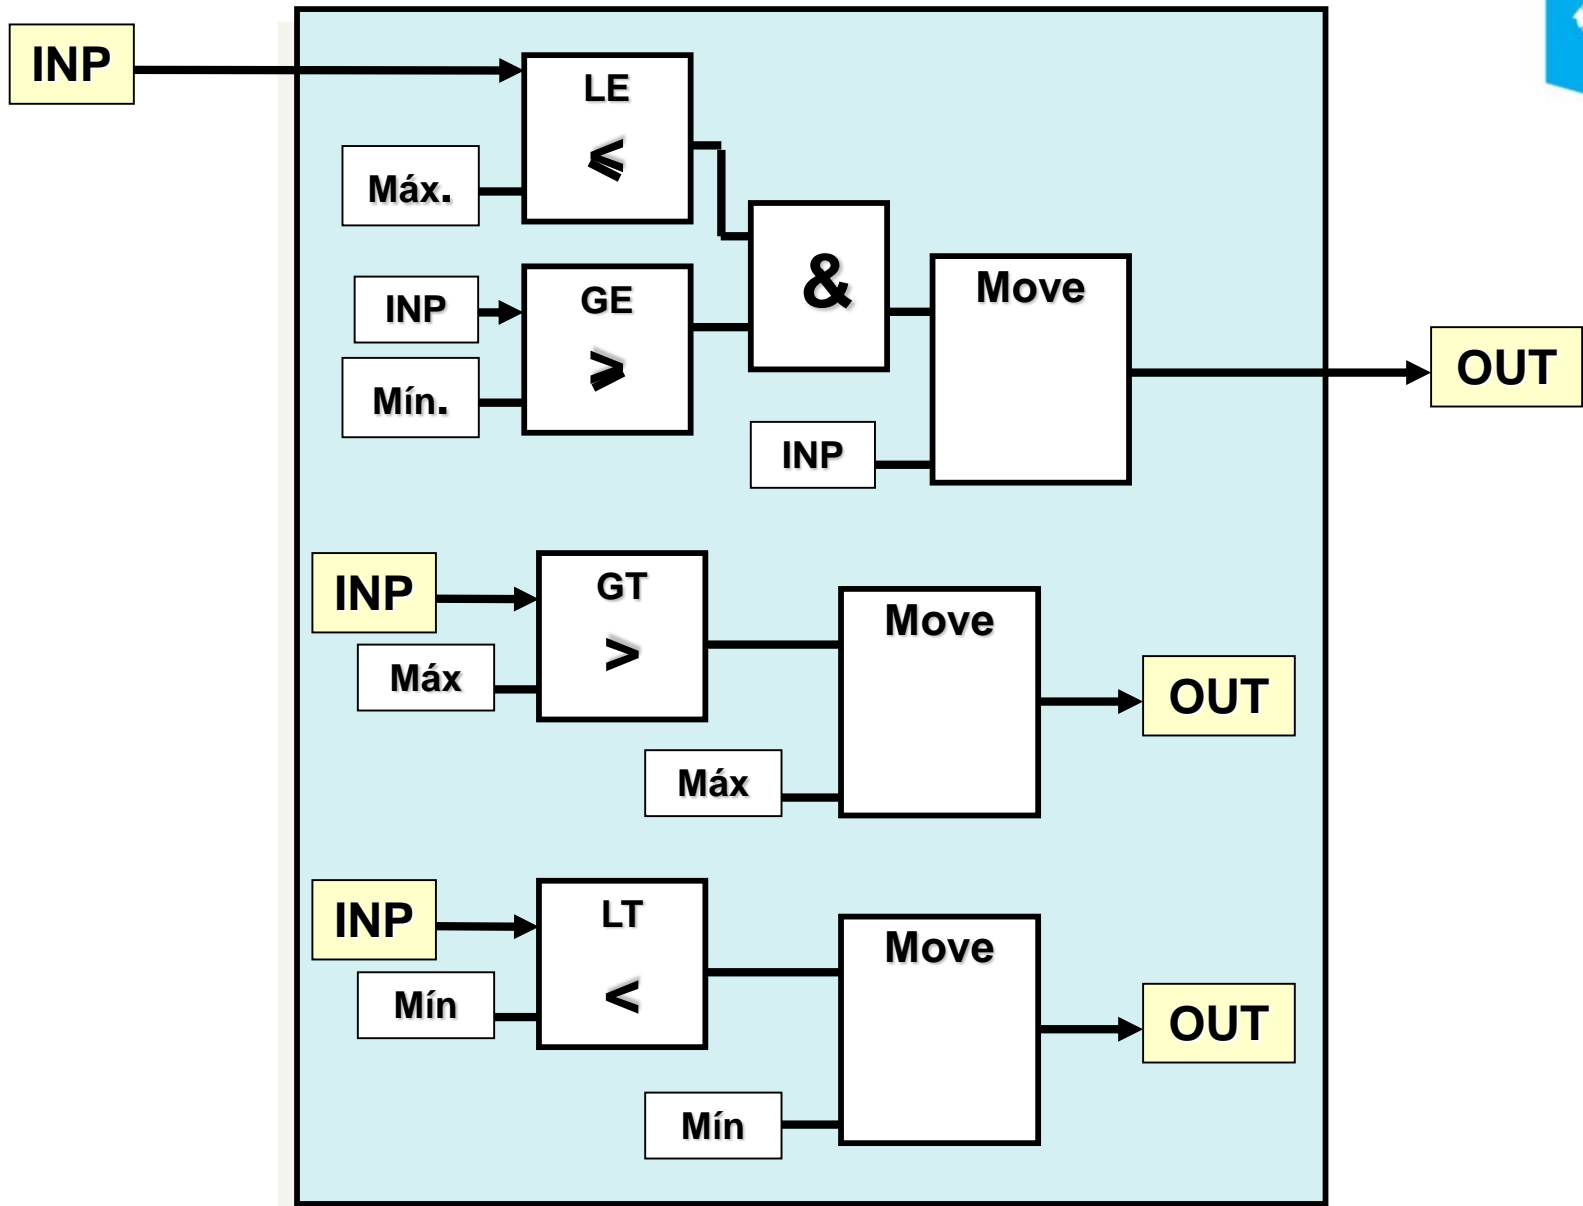 INP
LE
≤
Máx.
INP
GE
≥
Mín.
&
Move
INP
OUT
INP
GT
>
Máx
Move
Máx
OUT
INP
LT
<
Mín
Move
Mín
OUT